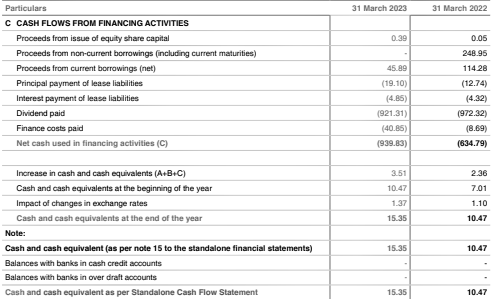 Particulars 31 March 2023 31 March 2022
C CASH FLOWS FROM FINANCING ACTIVITIES
Proceeds from issue of equity share capital 0.39 0.05
Proceeds from non-current borrowings (including current maturities) - 248.95
Proceeds from current borrowings (net) 45.89 114.28
Principal payment of lease liabilities (19.10) (12.74)
Interest payment of lease liabilities (4.85) (4.32)
Dividend paid (921.31) (972.32)
Finance costs paid (40.85) (8.69)
Net cash used in financing activities (C) (939.83) (634.79)
Increase in cash and cash equivalents (A+B+C) 3.51 2.36
Cash and cash equivalents at the beginning of the year 10.47 7.01
Impact of changes in exchange rates 1.37 1.10
Cash and cash equivalents at the end of the year 15.35 10.47
Note:
Cash and cash equivalent (as per note 15 to the standalone financial statements) 15.35 10.47
Balances with banks in cash credit accounts - -
Balances with banks in over draft accounts - -
Cash and cash equivalent as per Standalone Cash Flow Statement 15.35 10.47